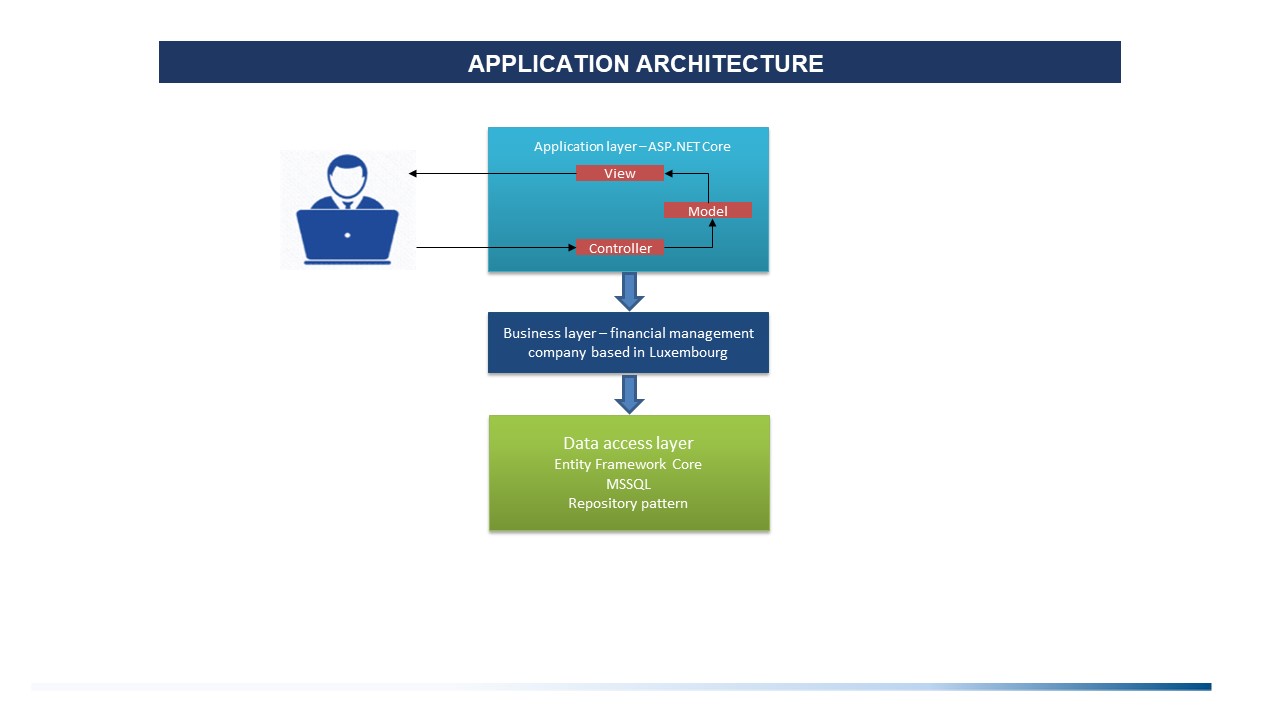 APPLICATION ARCHITECTURE
Application layer – ASP.NET Core
View
Model
Controller
Business layer – financial management
company based in Luxembourg
Data access layer
Entity Framework Core
MSSQL
Repository pattern